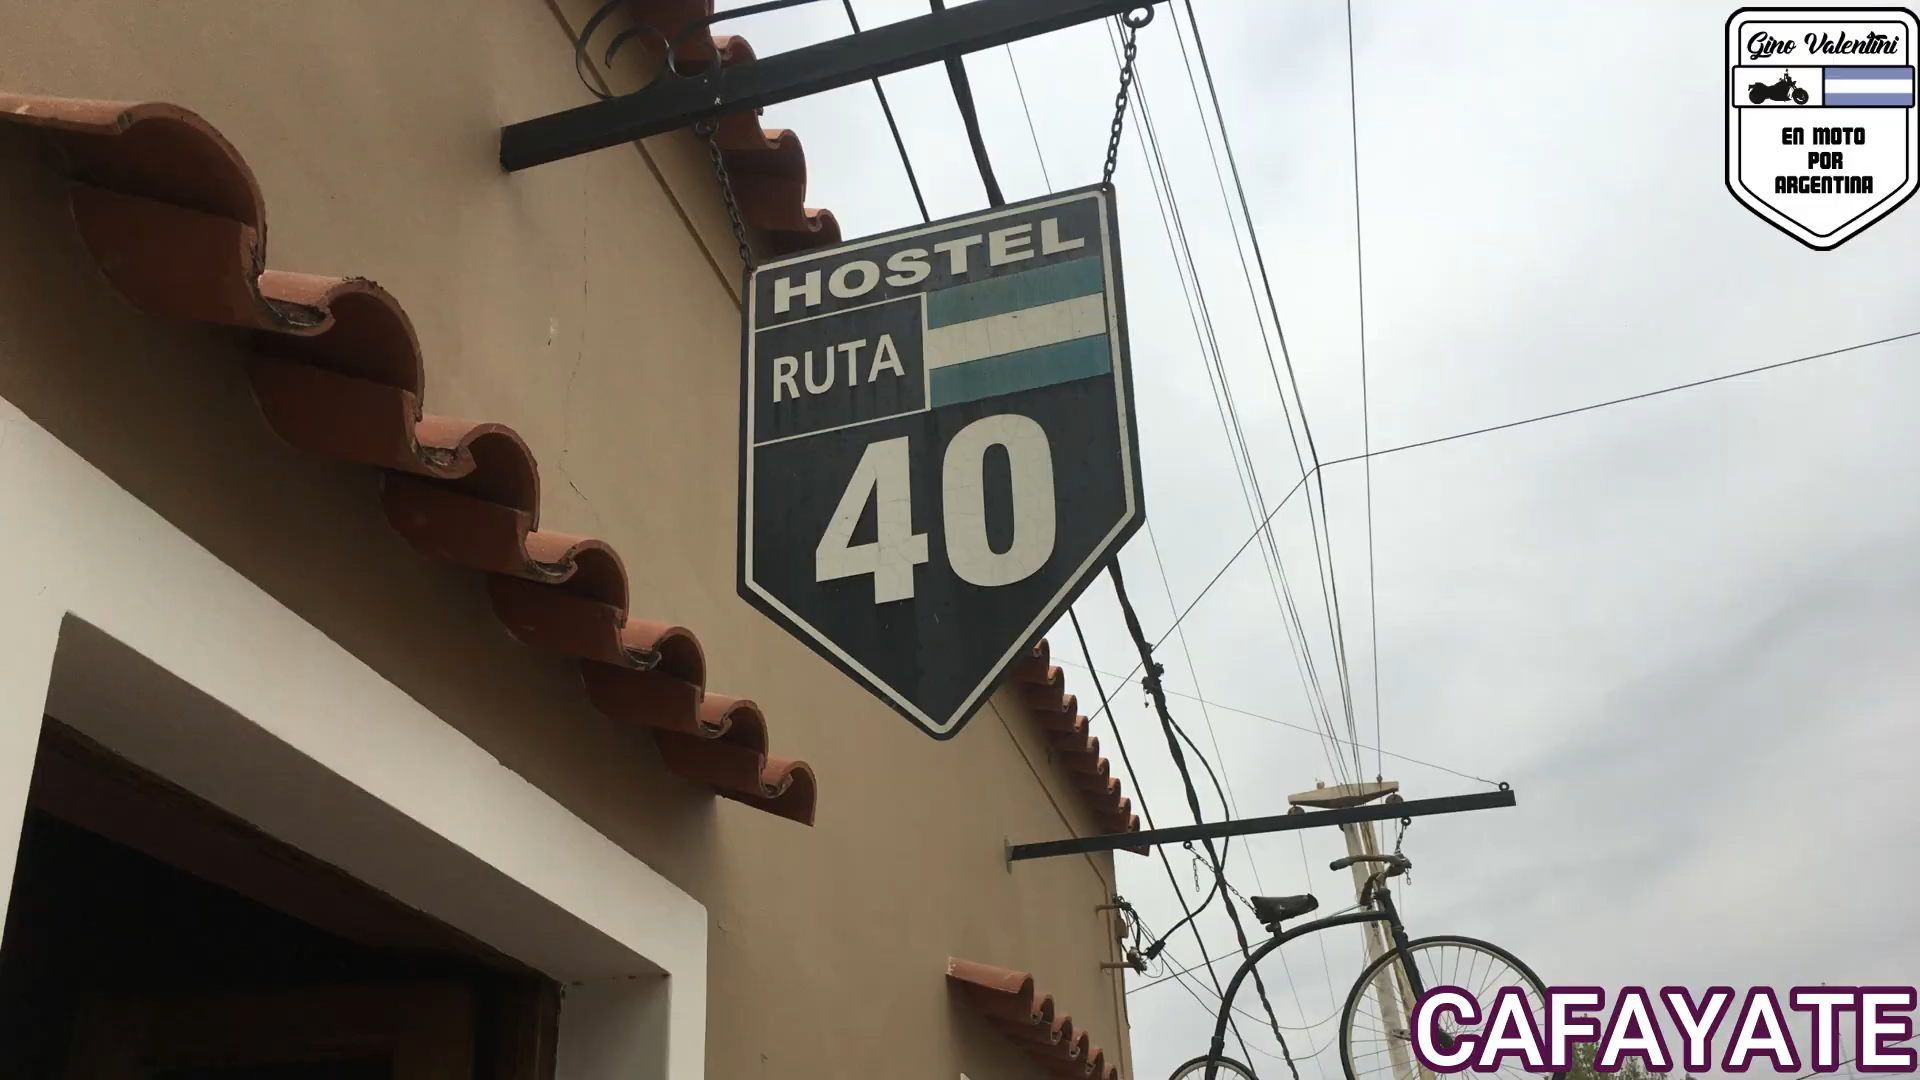 Gino Valentini
EN MOTO
POR
ARGENTINA
HOSTEL
RUTA
40
CAFAYATE